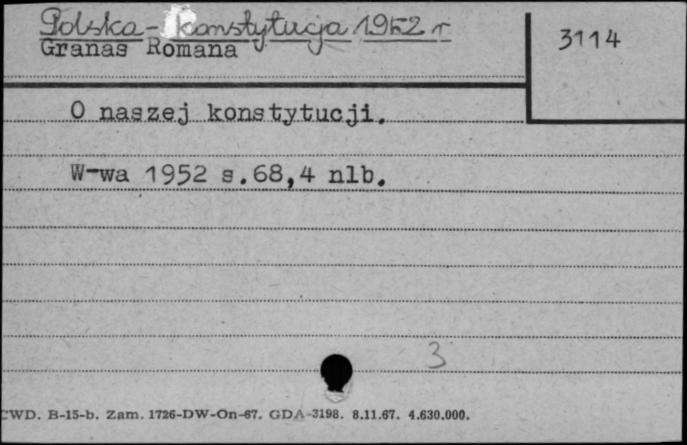 Polska - konstytucja 1952 r
Granas Romana
3114
O naszej konstytucji.
W-wa 1952 s.68,4 nlb.
3
CWD. B-15-b. Zam. 1726-DW-On-67. GDA-3198. 8.11.67. 4.630.000.